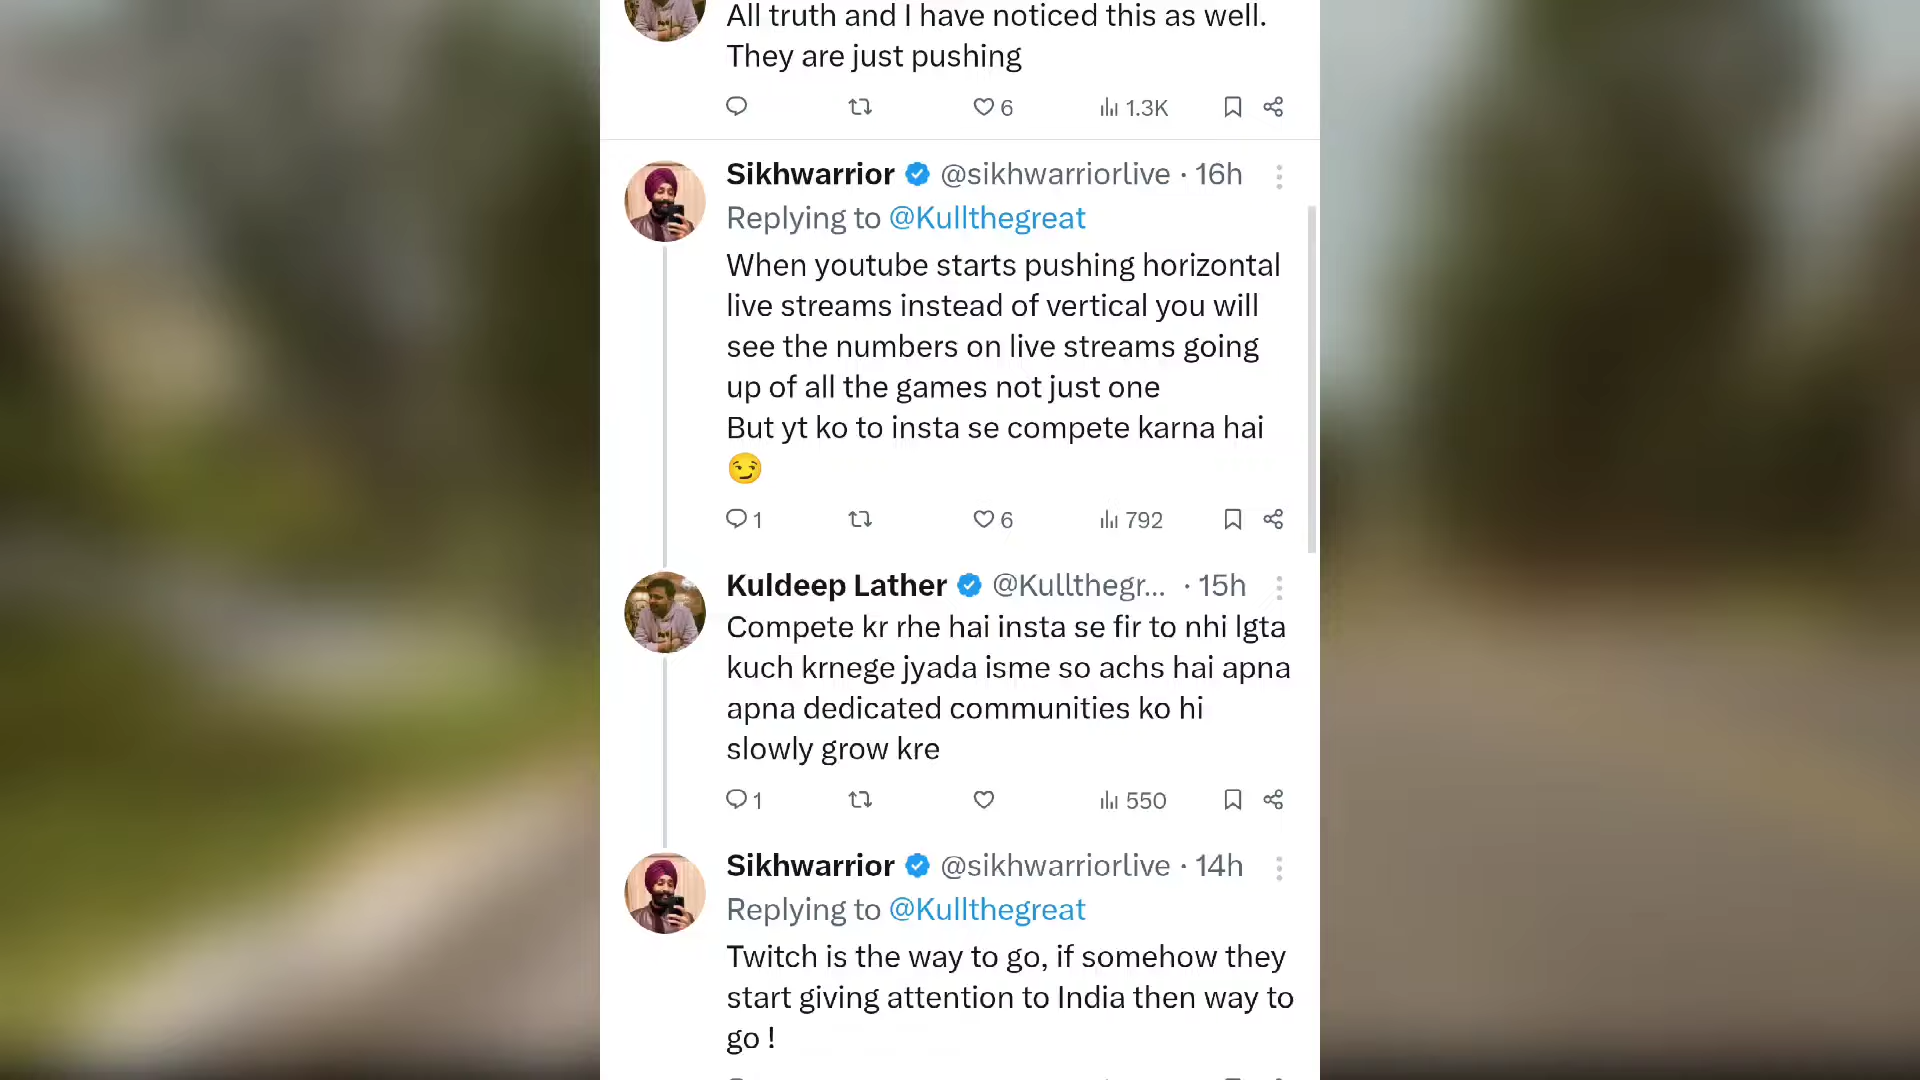 All truth and I have noticed this as well.
They are just pushing
6 1.3K
Sikhwarrior @sikhwarriorlive · 16h
Replying to @Kullthegreat
When youtube starts pushing horizontal
live streams instead of vertical you will
see the numbers on live streams going
up of all the games not just one
But yt ko to insta se compete karna hai
😏
1 6 792
Kuldeep Lather @Kullthegr... · 15h
Compete kr rhe hai insta se fir to nhi lgta
kuch krnege jyada isme so achs hai apna
apna dedicated communities ko hi
slowly grow kre
1 550
Sikhwarrior @sikhwarriorlive · 14h
Replying to @Kullthegreat
Twitch is the way to go, if somehow they
start giving attention to India then way to
go !